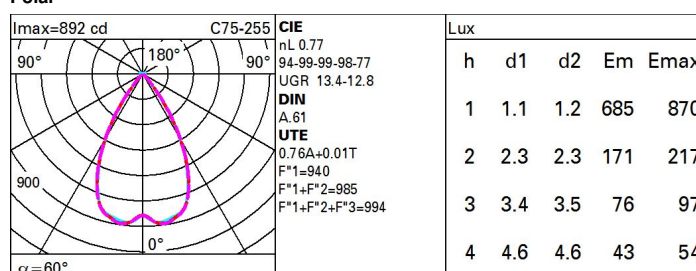 Polar
Imax=892 cd C75-255
90° 180° 90°
900
0°
α=60°
CIE
nL 0.77
94-99-99-98-77
UGR 13.4-12.8
DIN
A.61
UTE
0.76A+0.01T
F"1=940
F"1+F"2=985
F"1+F"2+F"3=994
Lux
h d1 d2 Em Emax
1 1.1 1.2 685 870
2 2.3 2.3 171 217
3 3.4 3.5 76 97
4 4.6 4.6 43 54